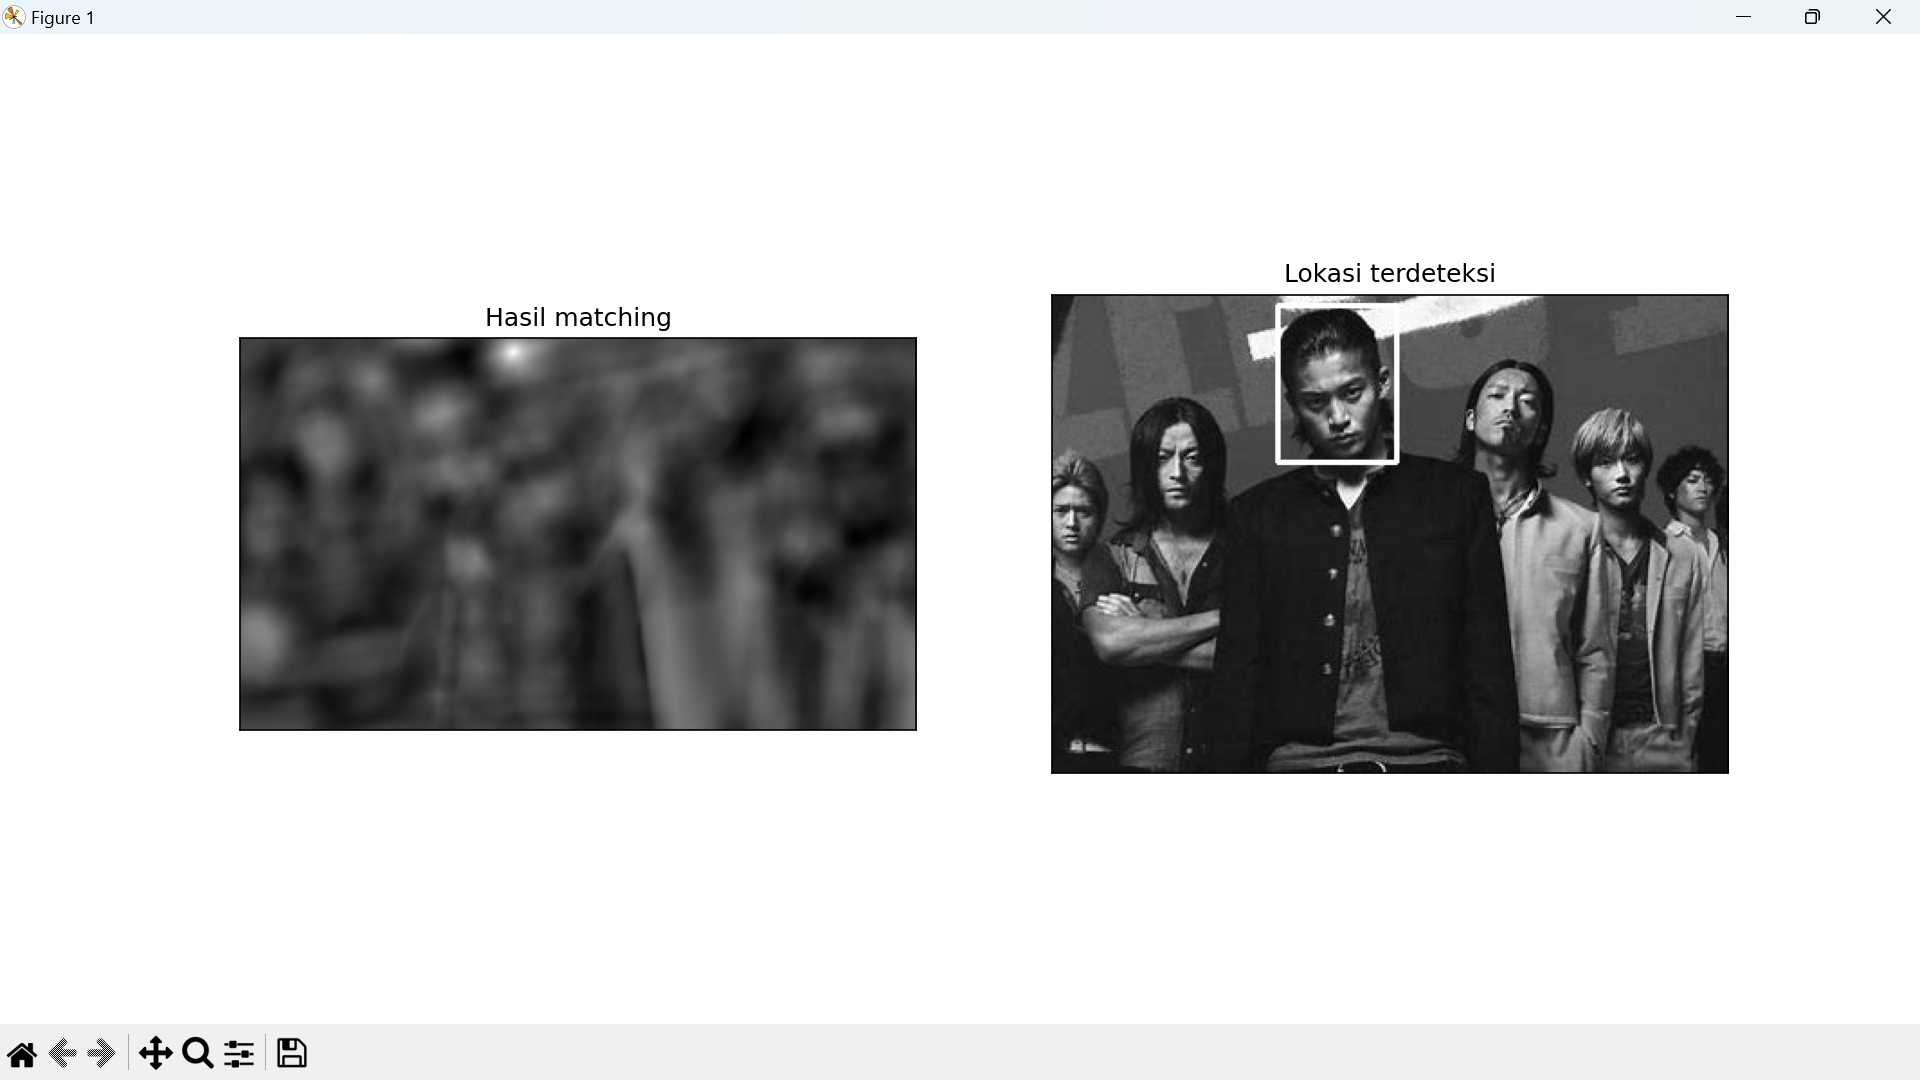 Figure 1
Hasil matching
Lokasi terdeteksi